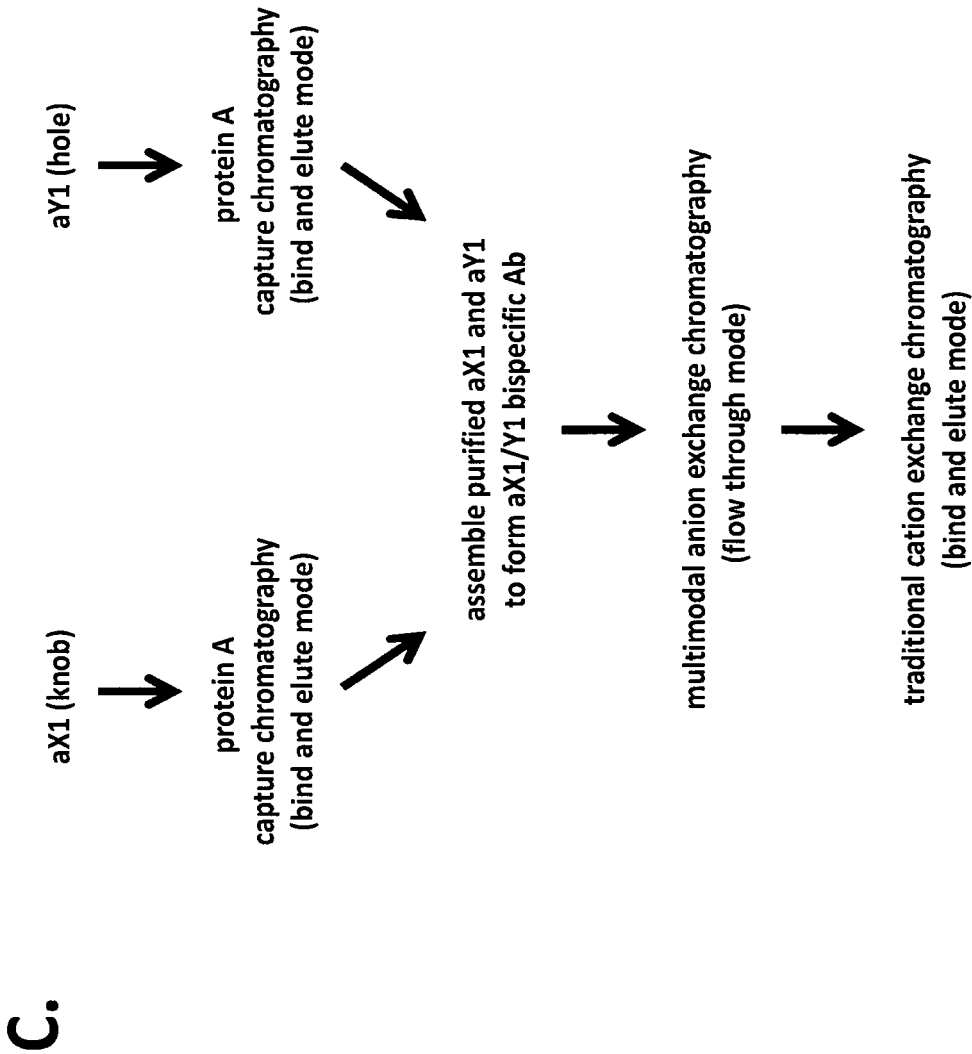 C.
aX1 (knob)
aY1 (hole)
protein A
capture chromatography
(bind and elute mode)
protein A
capture chromatography
(bind and elute mode)
assemble purified aX1 and aY1
to form aX1/Y1 bispecific Ab
multimodal anion exchange chromatography
(flow through mode)
traditional cation exchange chromatography
(bind and elute mode)